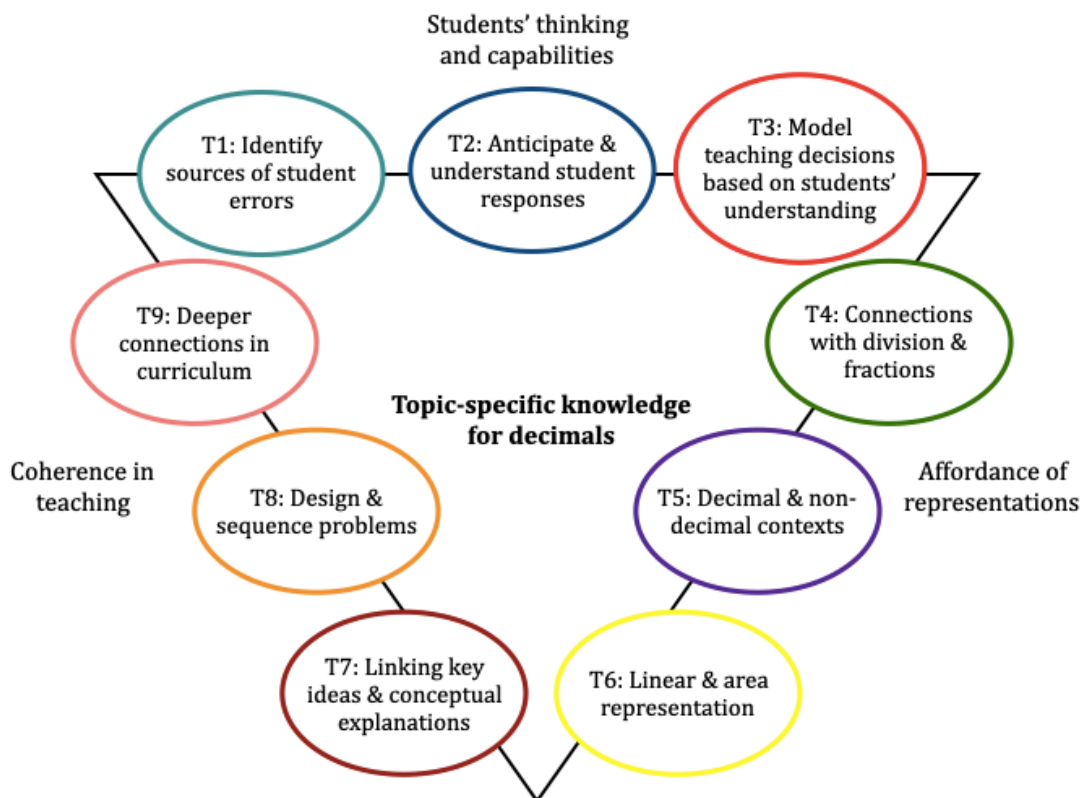 Students’ thinking
and capabilities
T1: Identify
sources of student
errors
T2: Anticipate &
understand student
responses
T3: Model
teaching decisions
based on students’
understanding
T9: Deeper
connections in
curriculum
T4: Connections
with division &
fractions
Topic-specific knowledge
for decimals
Coherence in
teaching
T8: Design &
sequence problems
T5: Decimal & non-
decimal contexts
Affordance of
representations
T7: Linking key
ideas & conceptual
explanations
T6: Linear & area
representation